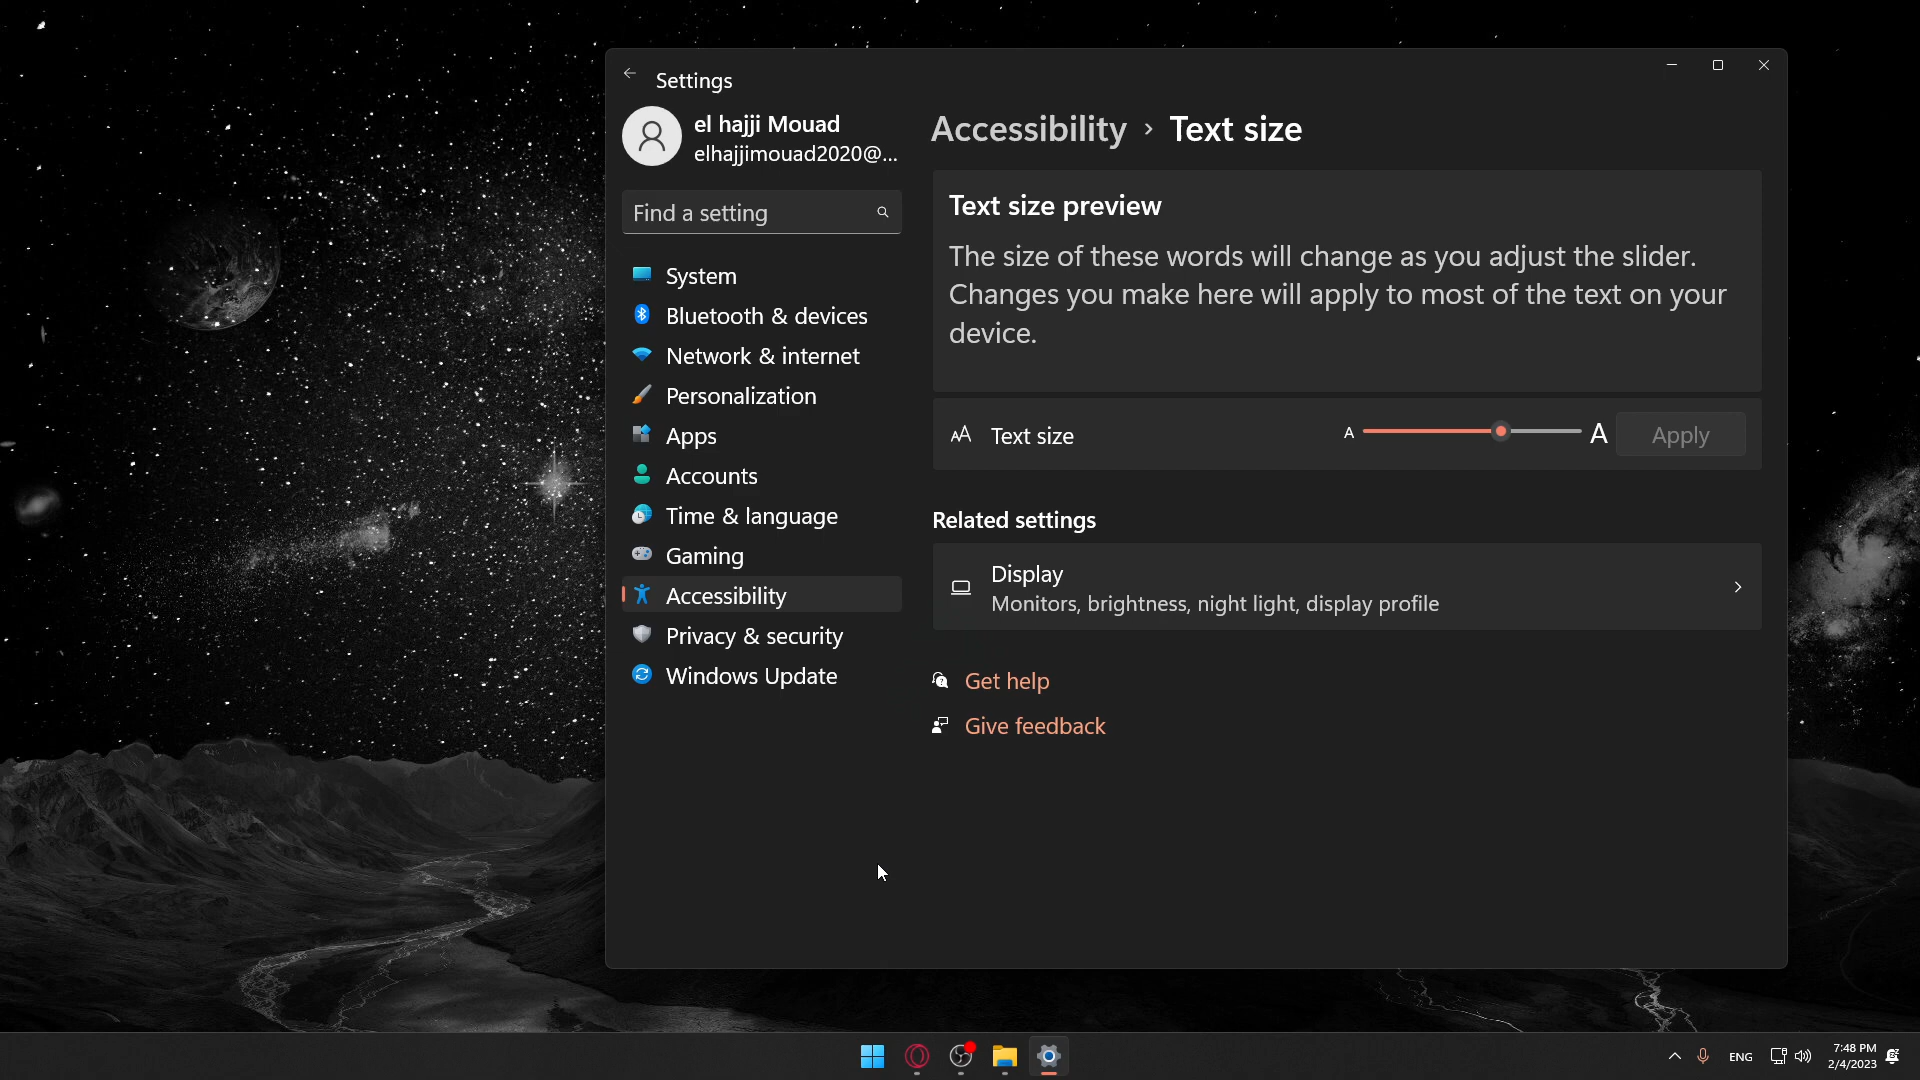 Settings
el hajji Mouad
elhajjimouad2020@...
Find a setting
System
Bluetooth & devices
Network & internet
Personalization
Apps
Accounts
Time & language
Gaming
Accessibility
Privacy & security
Windows Update
Accessibility › Text size
Text size preview
The size of these words will change as you adjust the slider.
Changes you make here will apply to most of the text on your
device.
Text size A A Apply
Related settings
Display
Monitors, brightness, night light, display profile
Get help
Give feedback
ENG
7:48 PM
2/4/2023